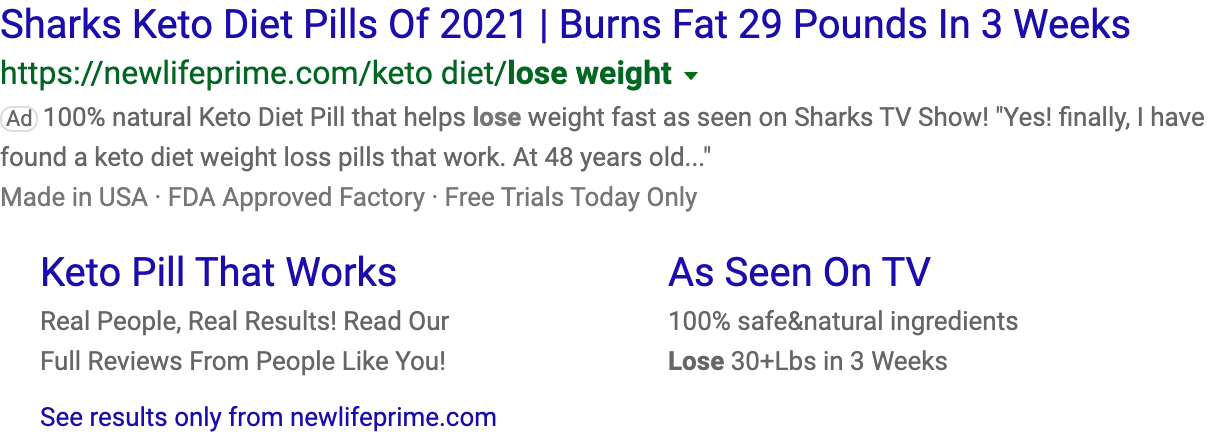 Sharks Keto Diet Pills Of 2021 | Burns Fat 29 Pounds In 3 Weeks
https://newlifeprime.com/keto diet/lose weight
Ad 100% natural Keto Diet Pill that helps lose weight fast as seen on Sharks TV Show! "Yes! finally, I have
found a keto diet weight loss pills that work. At 48 years old..."
Made in USA · FDA Approved Factory · Free Trials Today Only
Keto Pill That Works
Real People, Real Results! Read Our
Full Reviews From People Like You!
As Seen On TV
100% safe&natural ingredients
Lose 30+Lbs in 3 Weeks
See results only from newlifeprime.com